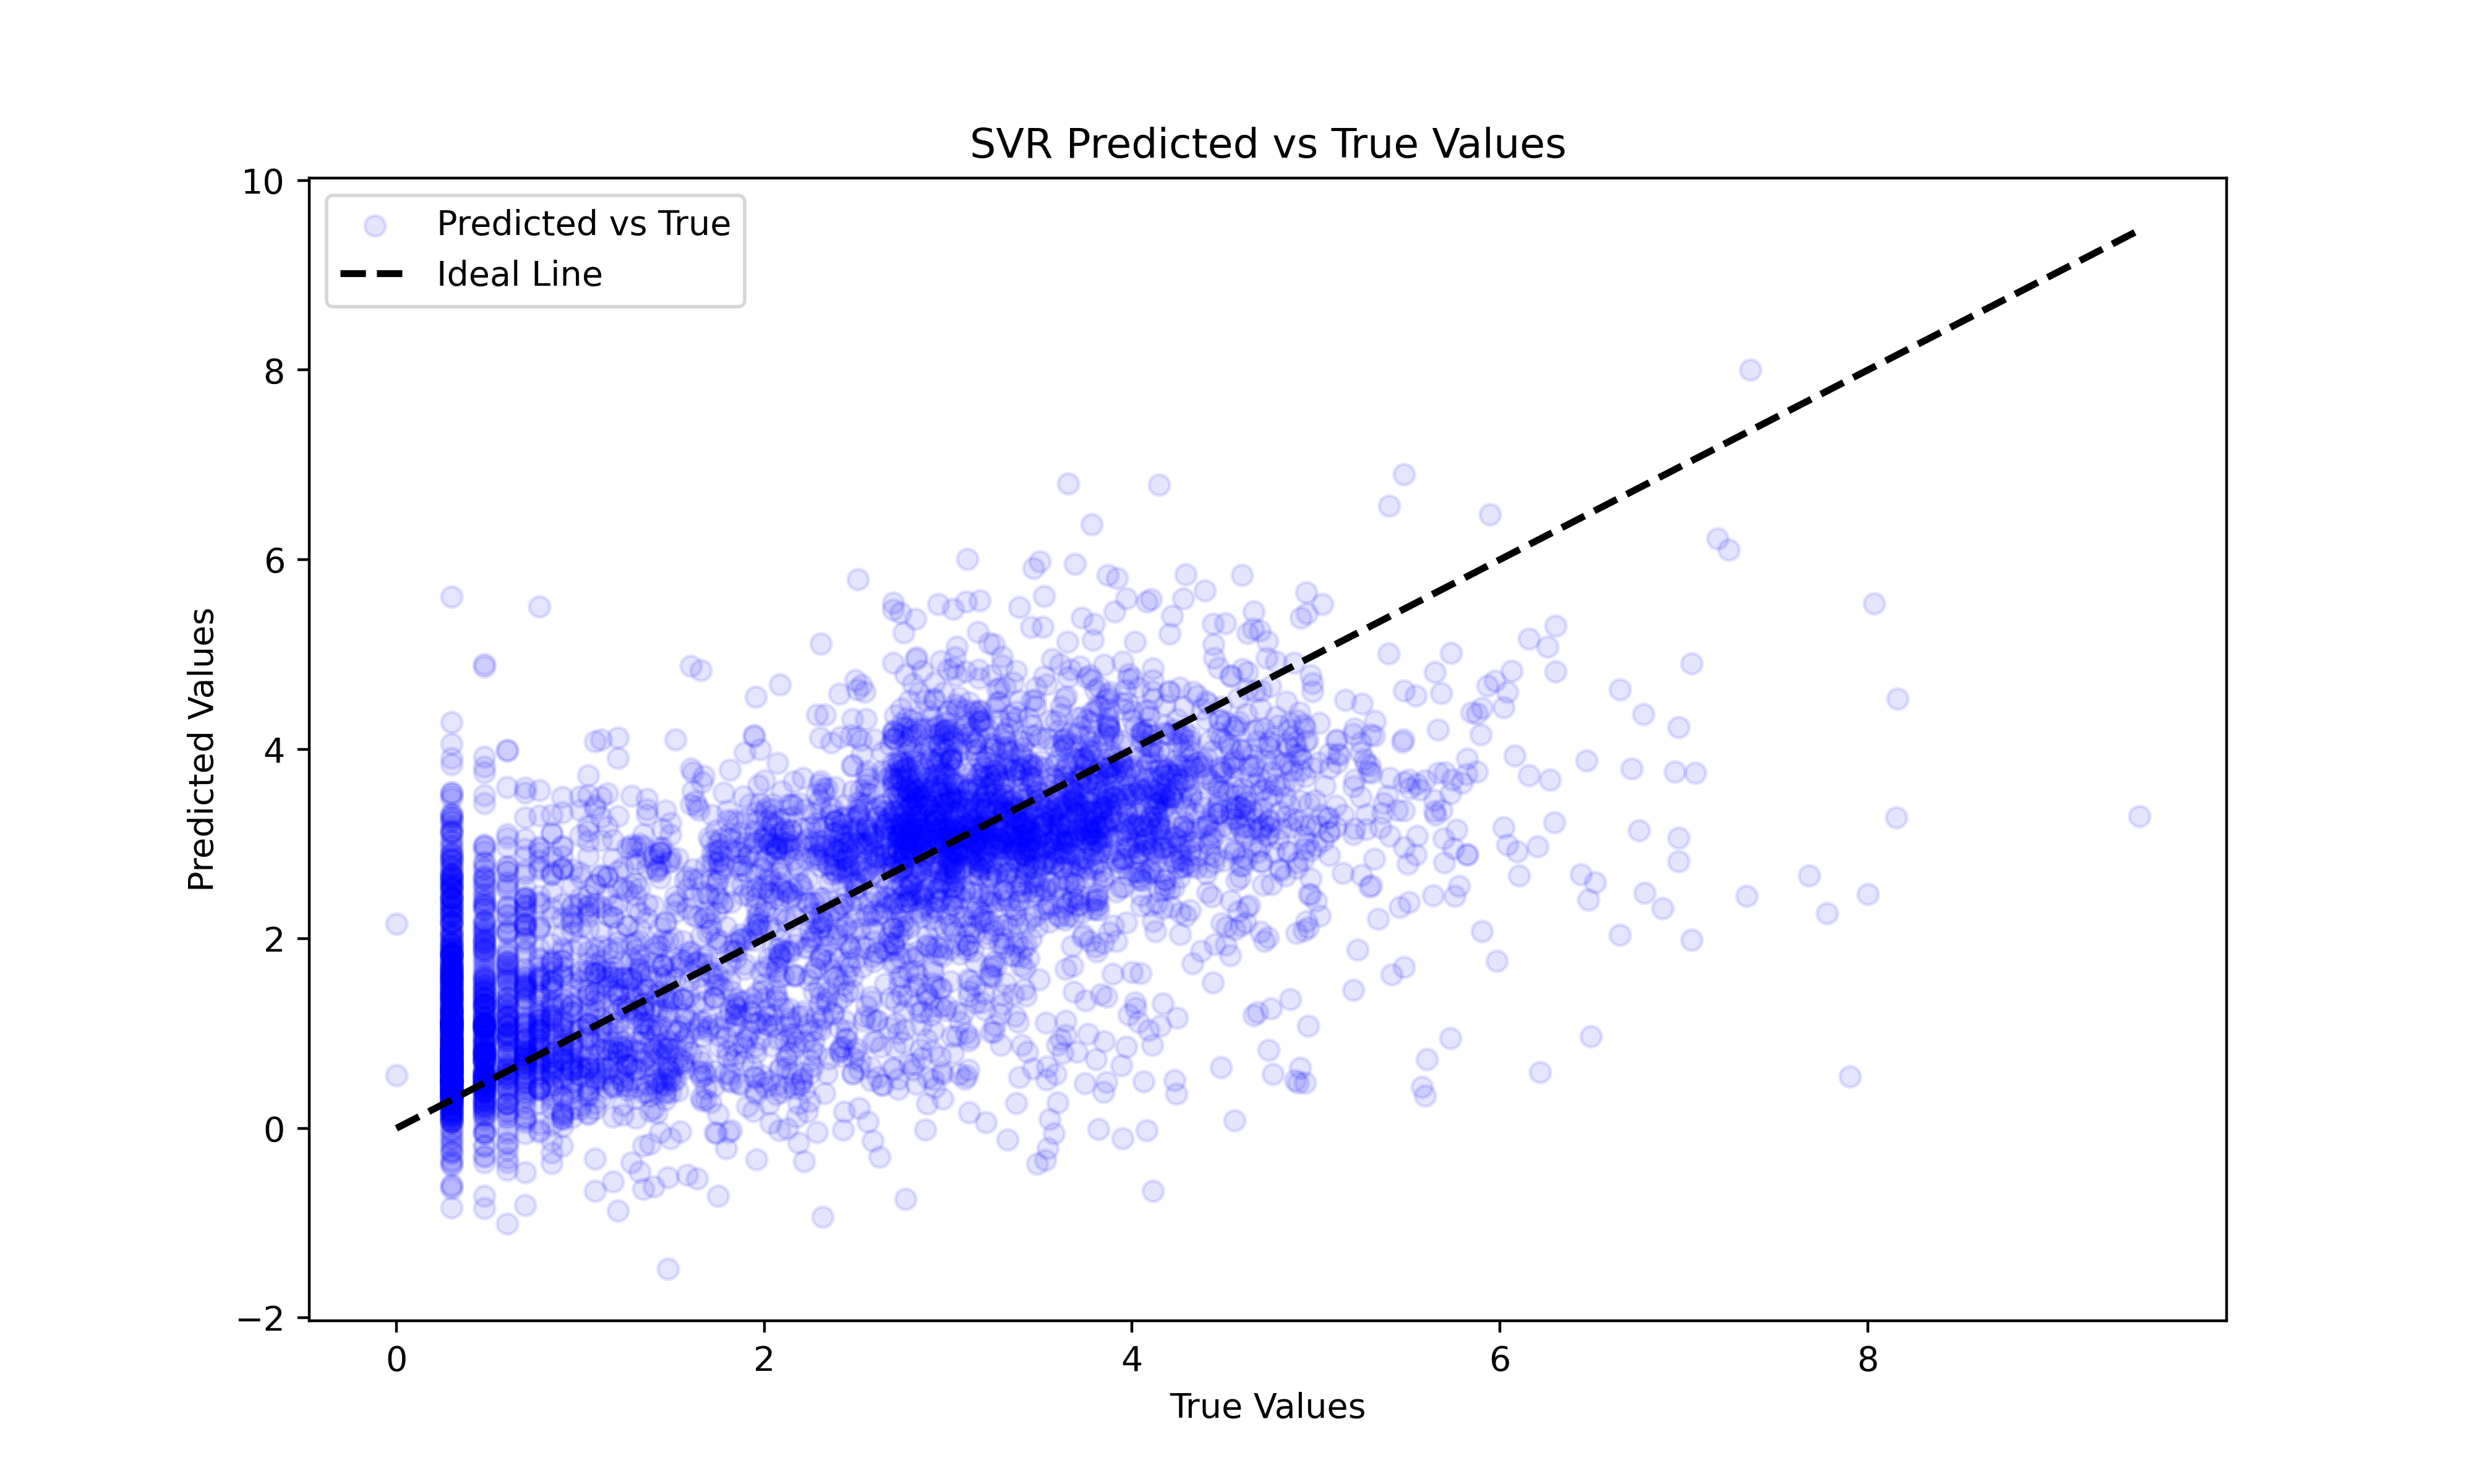 SVR Predicted vs True Values
Predicted vs True
Ideal Line
Predicted Values
10
8
6
4
2
0
−2
0 2 4 6 8
True Values